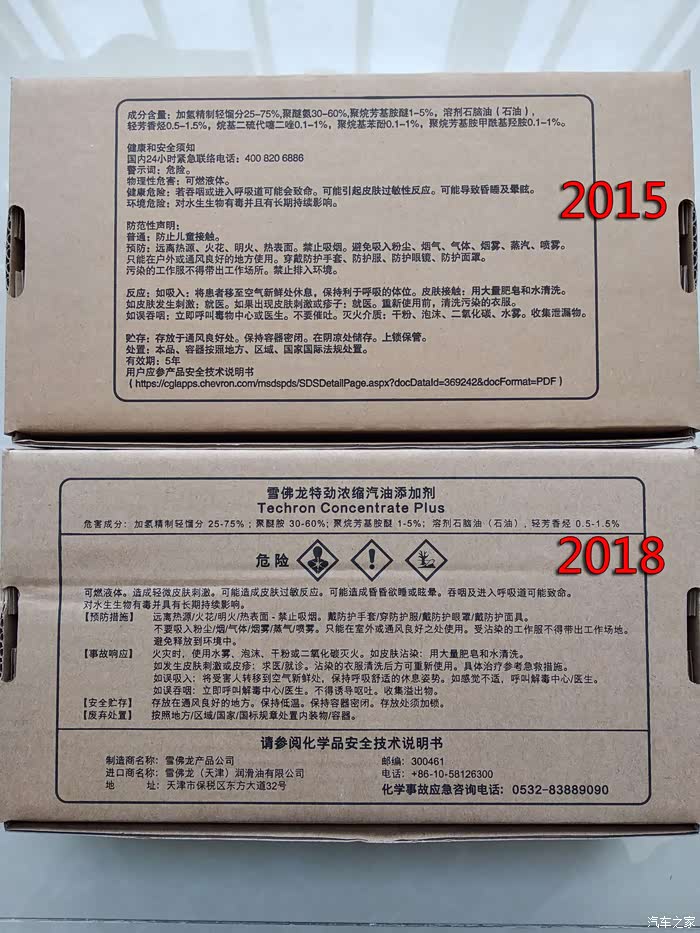 成分含量：加氢精制轻馏分25-75%,聚醚氨30-60%,聚烷芳基胺醚1-5%，溶剂石脑油（石油），
轻芳香烃0.5-1.5%，烷基二硫代噻二唑0.1-1%，聚烷基苯酚0.1-1%，聚烷芳基胺甲酰基羟胺0.1-1%。
健康和安全须知
国内24小时紧急联络电话：400 820 6886
警示词：危险。
物理性危害：可燃液体。
健康危险：若吞咽或进入呼吸道可能会致命。可能引起皮肤过敏性反应。可能导致昏睡及晕眩。
环境危险：对水生生物有毒并且有长期持续影响。
2015
防范性声明：
普通：防止儿童接触。
预防：远离热源、火花、明火、热表面。禁止吸烟。避免吸入粉尘、烟气、气体、烟雾、蒸汽、喷雾。
只能在户外或通风良好的地方使用。穿戴防护手套、防护服、防护眼镜、防护面罩。
污染的工作服不得带出工作场所。禁止排入环境。
反应：如吸入：将患者移至空气新鲜处休息，保持利于呼吸的体位。皮肤接触：用大量肥皂和水清洗。
如皮肤发生刺激：就医。如果出现皮肤刺激或疹子：就医。重新使用前，清洗污染的衣服。
如误吞咽：立即呼叫毒物中心或医生。不要催吐。灭火介质：干粉、泡沫、二氧化碳、水雾。收集泄漏物。
贮存：存放于通风良好处。保持容器密闭。在阴凉处储存。上锁保管。
处置：本品、容器按照地方、区域、国家国际法规处置。
有效期：5年
用户应参产品安全技术说明书
（https://cglapps.chevron.com/msdspds/SDSDetailPage.aspx?docDataId=369242&docFormat=PDF）
雪佛龙特劲浓缩汽油添加剂
Techron Concentrate Plus
危害成分：加氢精制轻馏分 25-75%；聚醚胺 30-60%；聚烷芳基胺醚 1-5%；溶剂石脑油（石油），轻芳香烃 0.5-1.5%
危险
2018
可燃液体。造成轻微皮肤刺激。可能造成皮肤过敏反应。可能造成昏昏欲睡或眩晕。吞咽及进入呼吸道可能致命。
对水生生物有毒并具有长期持续影响。
【预防措施】 远离热源/火花/明火/热表面 - 禁止吸烟。戴防护手套/穿防护服/戴防护眼罩/戴防护面具。
不要吸入粉尘/烟/气体/烟雾/蒸气/喷雾。只能在室外或通风良好之处使用。受沾染的工作服不得带出工作场地。
避免释放到环境中。
【事故响应】 火灾时，使用水雾、泡沫、干粉或二氧化碳灭火。如皮肤沾染：用大量肥皂和水清洗。
如发生皮肤刺激或皮疹：求医/就诊。沾染的衣服清洗后方可重新使用。具体治疗参考急救措施。
如误吸入：将受害人转移到空气新鲜处，保持呼吸舒适的休息姿势。如感觉不适，呼叫解毒中心/医生。
如误吞咽：立即呼叫解毒中心/医生。不得诱导呕吐。收集溢出物。
【安全贮存】 存放在通风良好的地方。保持低温。保持容器密闭。存放处须加锁。
【废弃处置】 按照地方/区域/国家/国际规章处置内装物/容器。
请参阅化学品安全技术说明书
制造商名称：雪佛龙产品公司 邮编：300461
进口商名称：雪佛龙（天津）润滑油有限公司 电话：+86-10-58126300
地 址：天津市保税区东方大道32号 化学事故应急咨询电话：0532-83889090
汽车之家